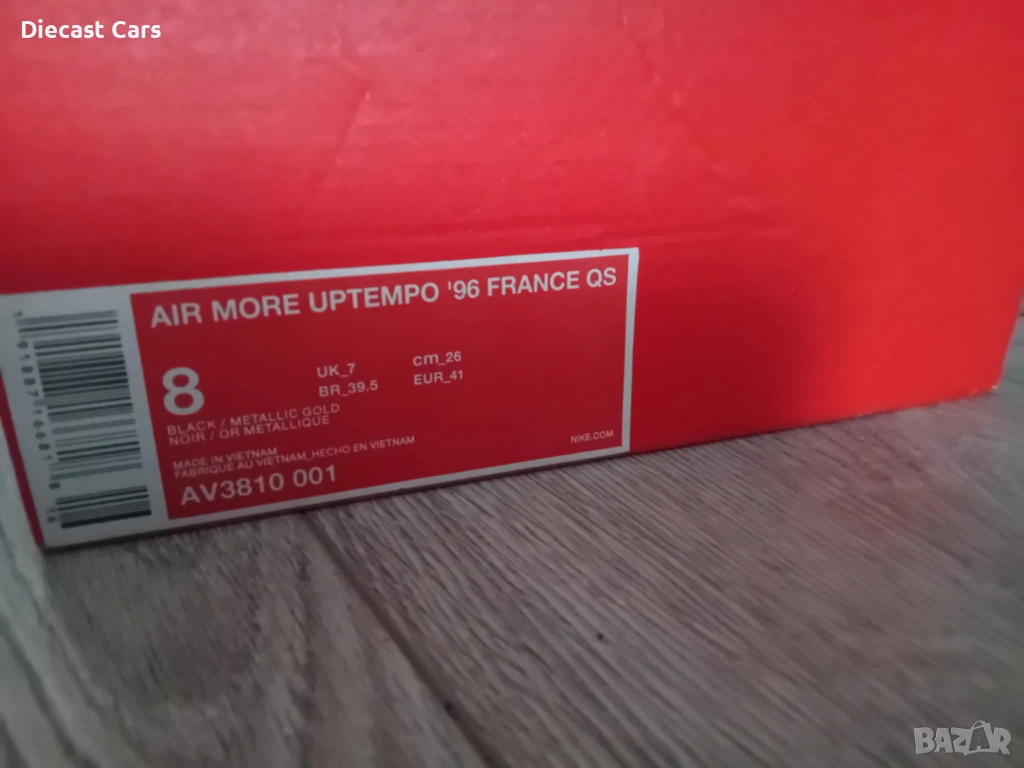 Diecast Cars
AIR MORE UPTEMPO '96 FRANCE QS
8
UK_7
cm_26
BR_39.5
EUR_41
BLACK / METALLIC GOLD
NOIR / OR METALLIQUE
MADE IN VIETNAM
FABRIQUÉ AU VIETNAM_HECHO EN VIETNAM
NIKE.COM
AV3810 001
BAZAR